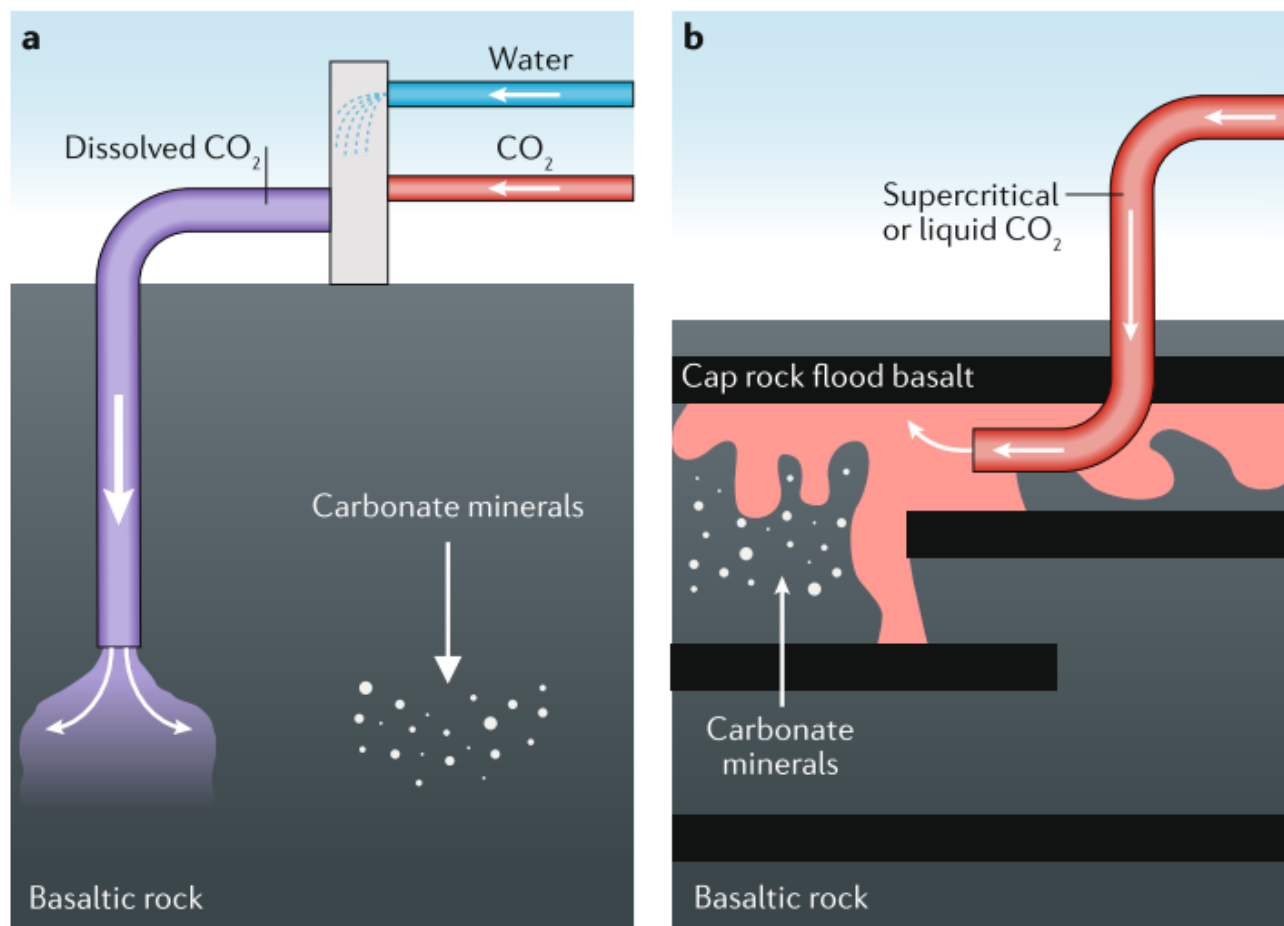 a
Water
Dissolved CO₂
CO₂
Carbonate minerals
Basaltic rock
b
Supercritical
or liquid CO₂
Cap rock flood basalt
Carbonate
minerals
Basaltic rock